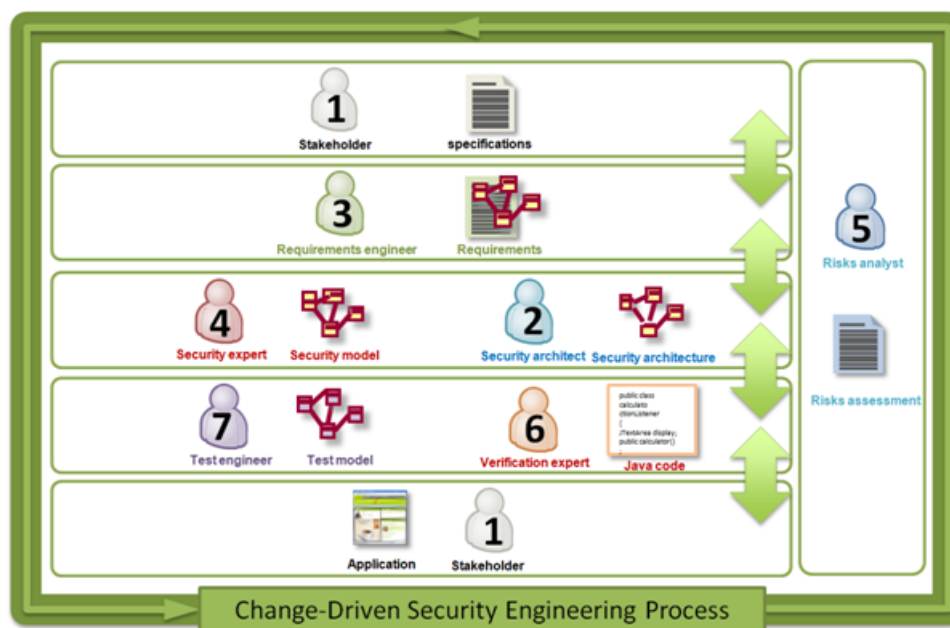 1
Stakeholder
specifications
3
Requirements engineer
Requirements
5
Risks analyst
4
Security expert
Security model
2
Security architect
Security architecture
Risks assessment
7
Test engineer
Test model
6
Verification expert
public class
calculato
ctionListener
{
JTextArea display;
public calculator()
Java code
Application
1
Stakeholder
Change-Driven Security Engineering Process